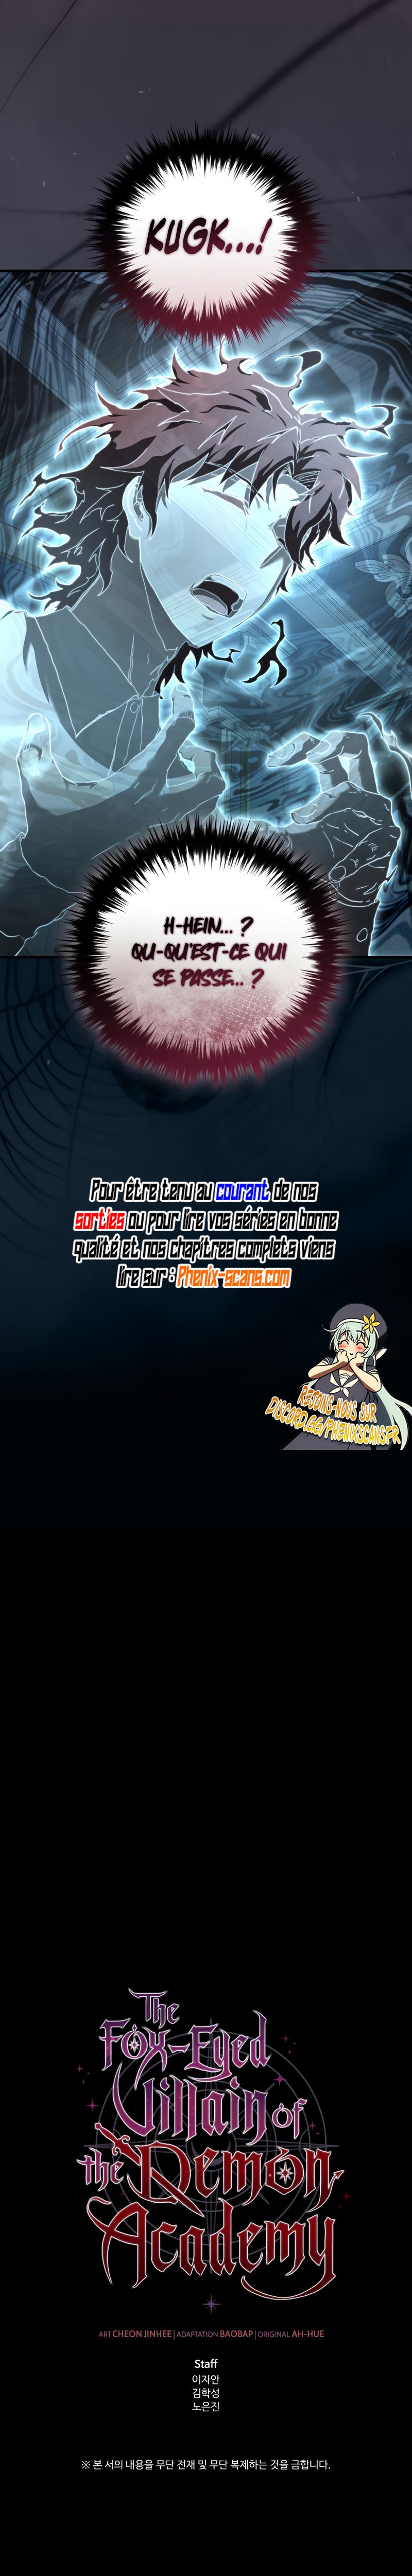 KUGK...!
H-HEIN... ?
QU-QU'EST-CE QUI
SE PASSE... ?
Pour être tenu au courant de nos
sorties ou pour lire vos séries en bonne
qualité et nos chapitres complets viens
lire sur : Phenix-scans.com
REJOINS-NOUS SUR
DISCORD.GG/PHENIXSCANSFR
The
Fox-Eyed
Villain of
the Demon
Academy
ART CHEON JINHEE | ADAPTATION BAOBAP | ORIGINAL AH-HUE
Staff
이자안
김학성
노은진
※ 본 서의 내용을 무단 전재 및 무단 복제하는 것을 금합니다.